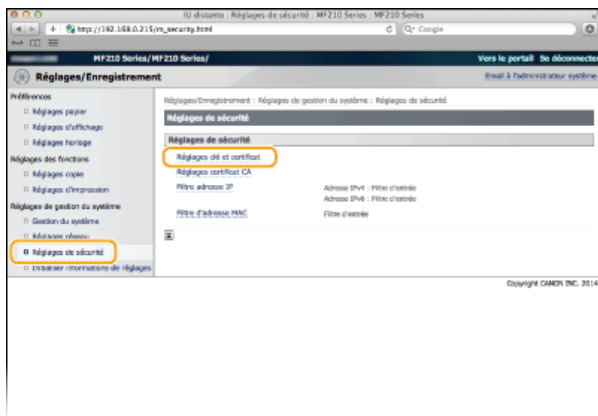 IU distante : Réglages de sécurité : MF210 Series : MF210 Series
http://192.168.0.215/m_security.html
Google
MF210 Series/MF210 Series/
Vers le portail Se déconnecter
Réglages/Enregistrement
Email à l'administrateur système
Préférences
Réglages papier
Réglages d'affichage
Réglages horloge
Réglages des fonctions
Réglages copie
Réglages d'impression
Réglages de gestion du système
Gestion du système
Réglages réseau
Réglages de sécurité
Initialiser informations de réglages
Réglages/Enregistrement : Réglages de gestion du système : Réglages de sécurité
Réglages de sécurité
Réglages de sécurité
Réglages clé et certificat
Réglages certificat CA
Filtre adresse IP
Adresse IPv4 : Filtre d'entrée
Adresse IPv6 : Filtre d'entrée
Filtre d'adresse MAC
Filtre d'entrée
Copyright CANON INC. 2014